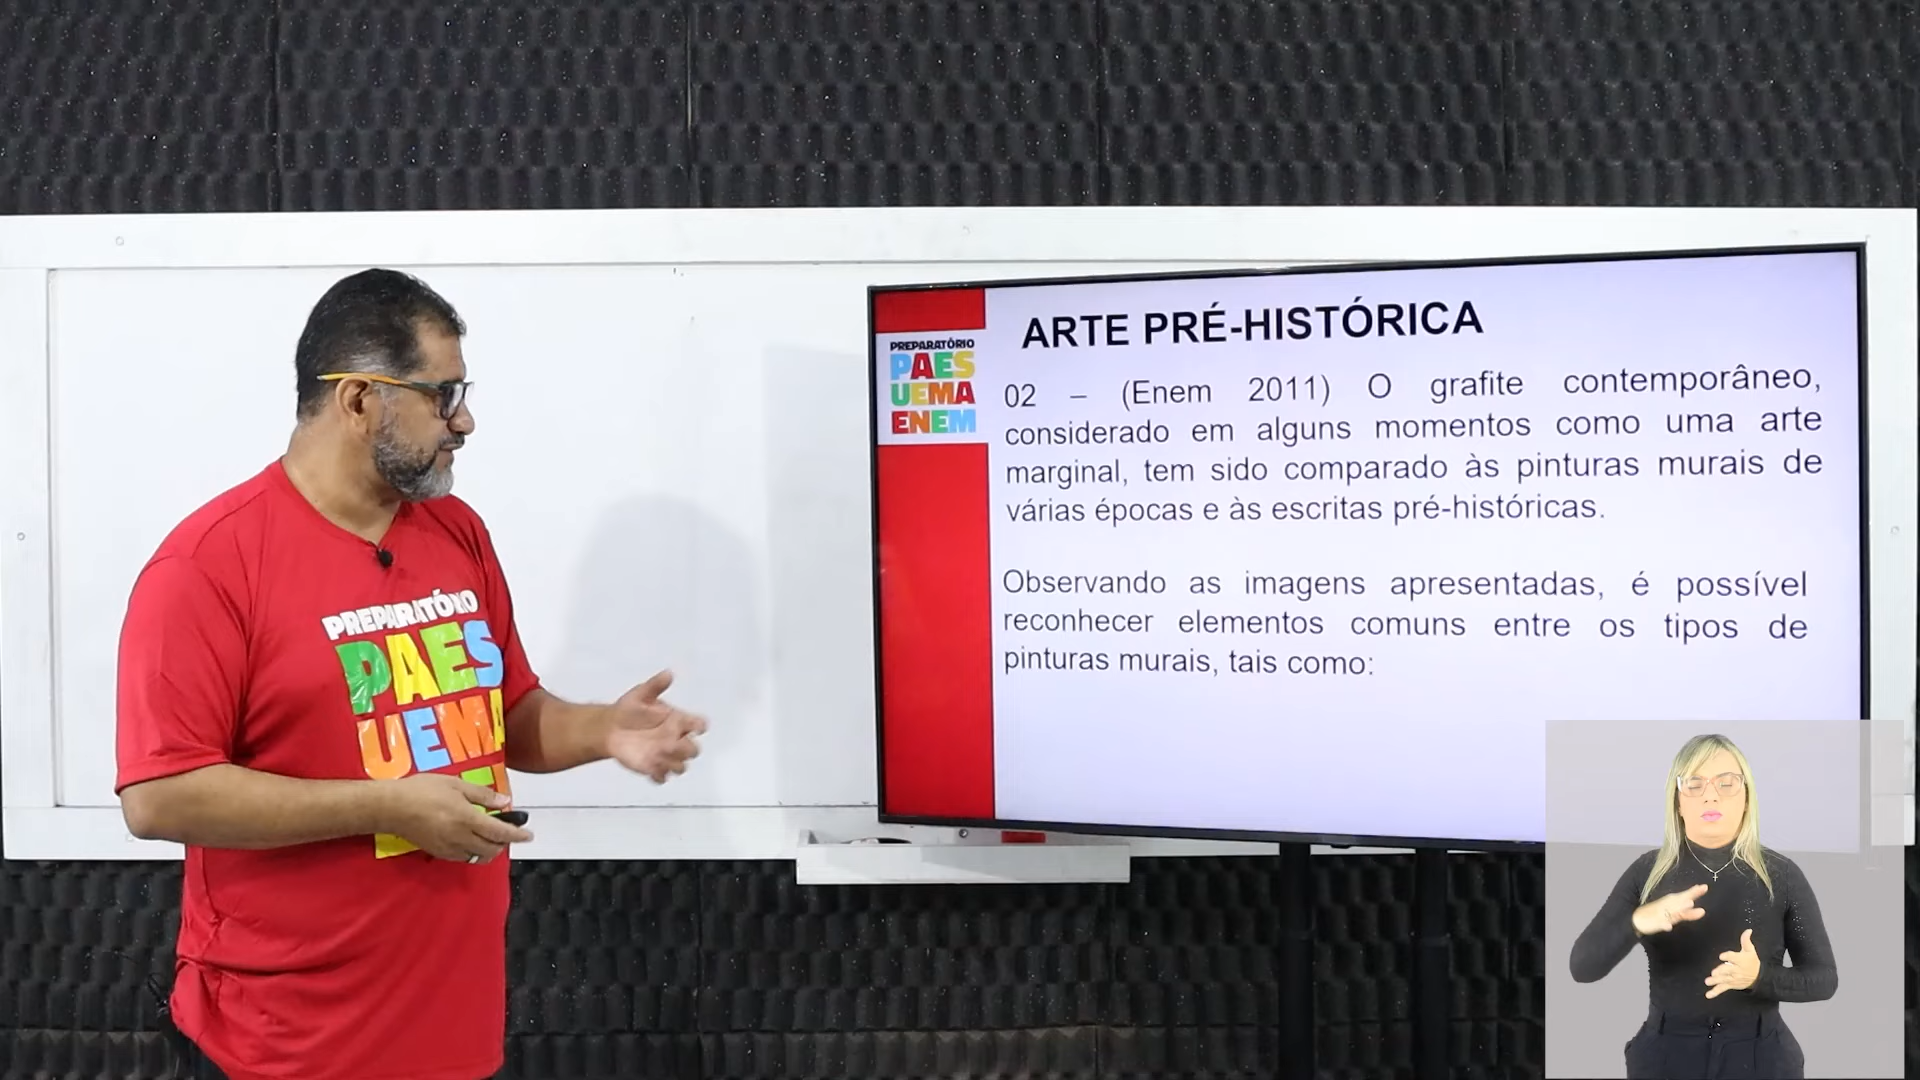 ARTE PRÉ-HISTÓRICA
PREPARATÓRIO
PAES
UEMA
ENEM
02 – (Enem 2011) O grafite contemporâneo,
considerado em alguns momentos como uma arte
marginal, tem sido comparado às pinturas murais de
várias épocas e às escritas pré-históricas.
Observando as imagens apresentadas, é possível
reconhecer elementos comuns entre os tipos de
pinturas murais, tais como:
PREPARATÓRIO
PAES
UEMA